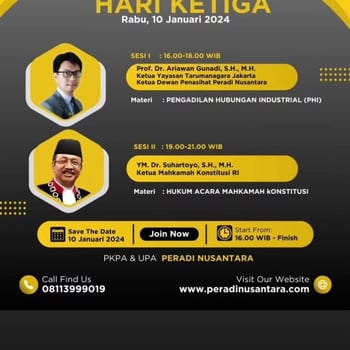 HARI KETIGA
Rabu, 10 Januari 2024
SESI I : 16.00-18.00 WIB
Prof. Dr. Ariawan Gunadi, S.H., M.H.
Ketua Yayasan Tarumanagara Jakarta
Ketua Dewan Penasihat Peradi Nusantara
Materi : PENGADILAN HUBUNGAN INDUSTRIAL (PHI)
SESI II : 19.00-21.00 WIB
YM. Dr. Suhartoyo, S.H., M.H.
Ketua Mahkamah Konstitusi RI
Materi : HUKUM ACARA MAHKAMAH kONSTITUSI
Save The Date
10 Januari 2024
Join Now
Start From:
16.00 WIB - Finish
PKPA & UPA PERADI NUSANTARA
Call Find Us
08113999019
Visit Our Website
www.peradinusantara.com